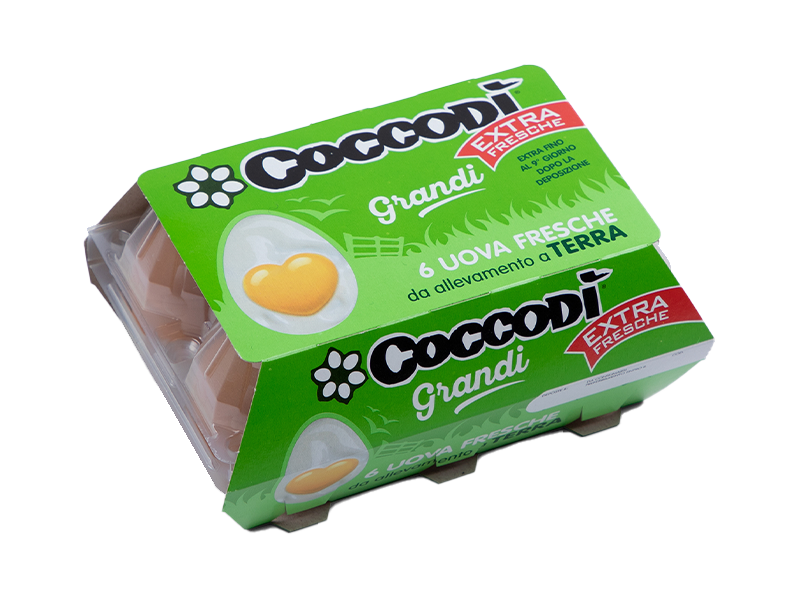 COCCODÌ
EXTRA
FRESCHE
EXTRA FINO
AL 9° GIORNO
DOPO LA
DEPOSIZIONE
Grandi
6 UOVA FRESCHE
da allevamento a TERRA
COCCODÌ
EXTRA
FRESCHE
Grandi
6 UOVA FRESCHE
da allevamento a TERRA